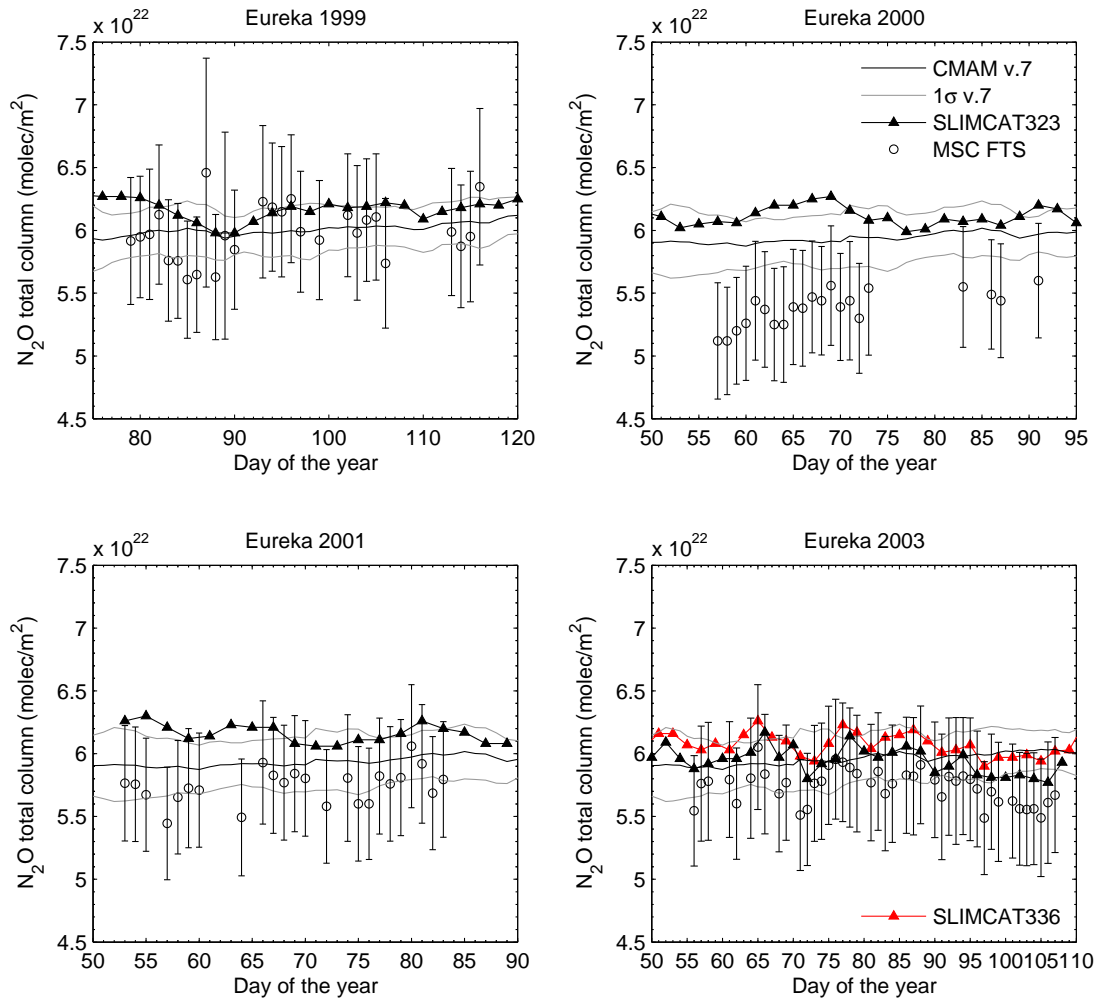 Eureka 1999
x 10^22
7.5
7
6.5
6
5.5
5
4.5
N2O total column (molec/m^2)
80 90 100 110 120
Day of the year
Eureka 2000
x 10^22
CMAM v.7
1σ v.7
SLIMCAT323
MSC FTS
7.5
7
6.5
6
5.5
5
4.5
N2O total column (molec/m^2)
50 55 60 65 70 75 80 85 90 95
Day of the year
Eureka 2001
x 10^22
7.5
7
6.5
6
5.5
5
4.5
N2O total column (molec/m^2)
50 55 60 65 70 75 80 85 90
Day of the year
Eureka 2003
x 10^22
7.5
7
6.5
6
5.5
5
4.5
N2O total column (molec/m^2)
SLIMCAT336
50 55 60 65 70 75 80 85 90 95 100 105 110
Day of the year